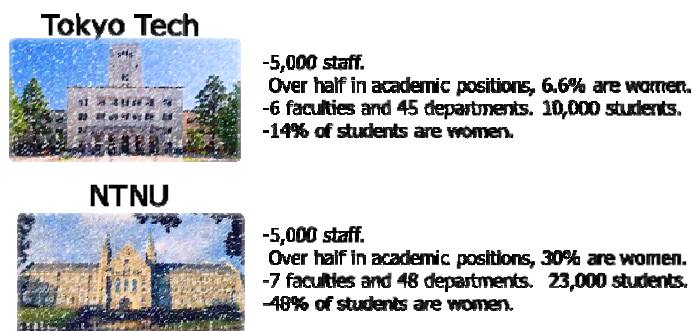 Tokyo Tech
-5,000 staff.
Over half in academic positions, 6.6% are women.
-6 faculties and 45 departments. 10,000 students.
-14% of students are women.
NTNU
-5,000 staff.
Over half in academic positions, 30% are women.
-7 faculties and 48 departments. 23,000 students.
-48% of students are women.